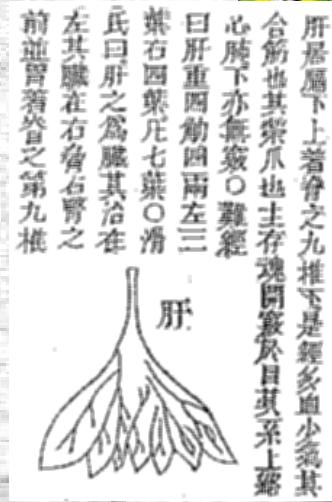 肝居膈下上着脊之九椎下是經多血少氣其
合筋也其榮爪也主存魂開竅於目其系上絡
心肺下亦無竅○難經
曰肝重四觔四兩左三
葉右四葉凡七葉○滑
氏曰肝之爲臟其治在
左其臟在右脅右腎之
前並胃着脊之第九椎
肝